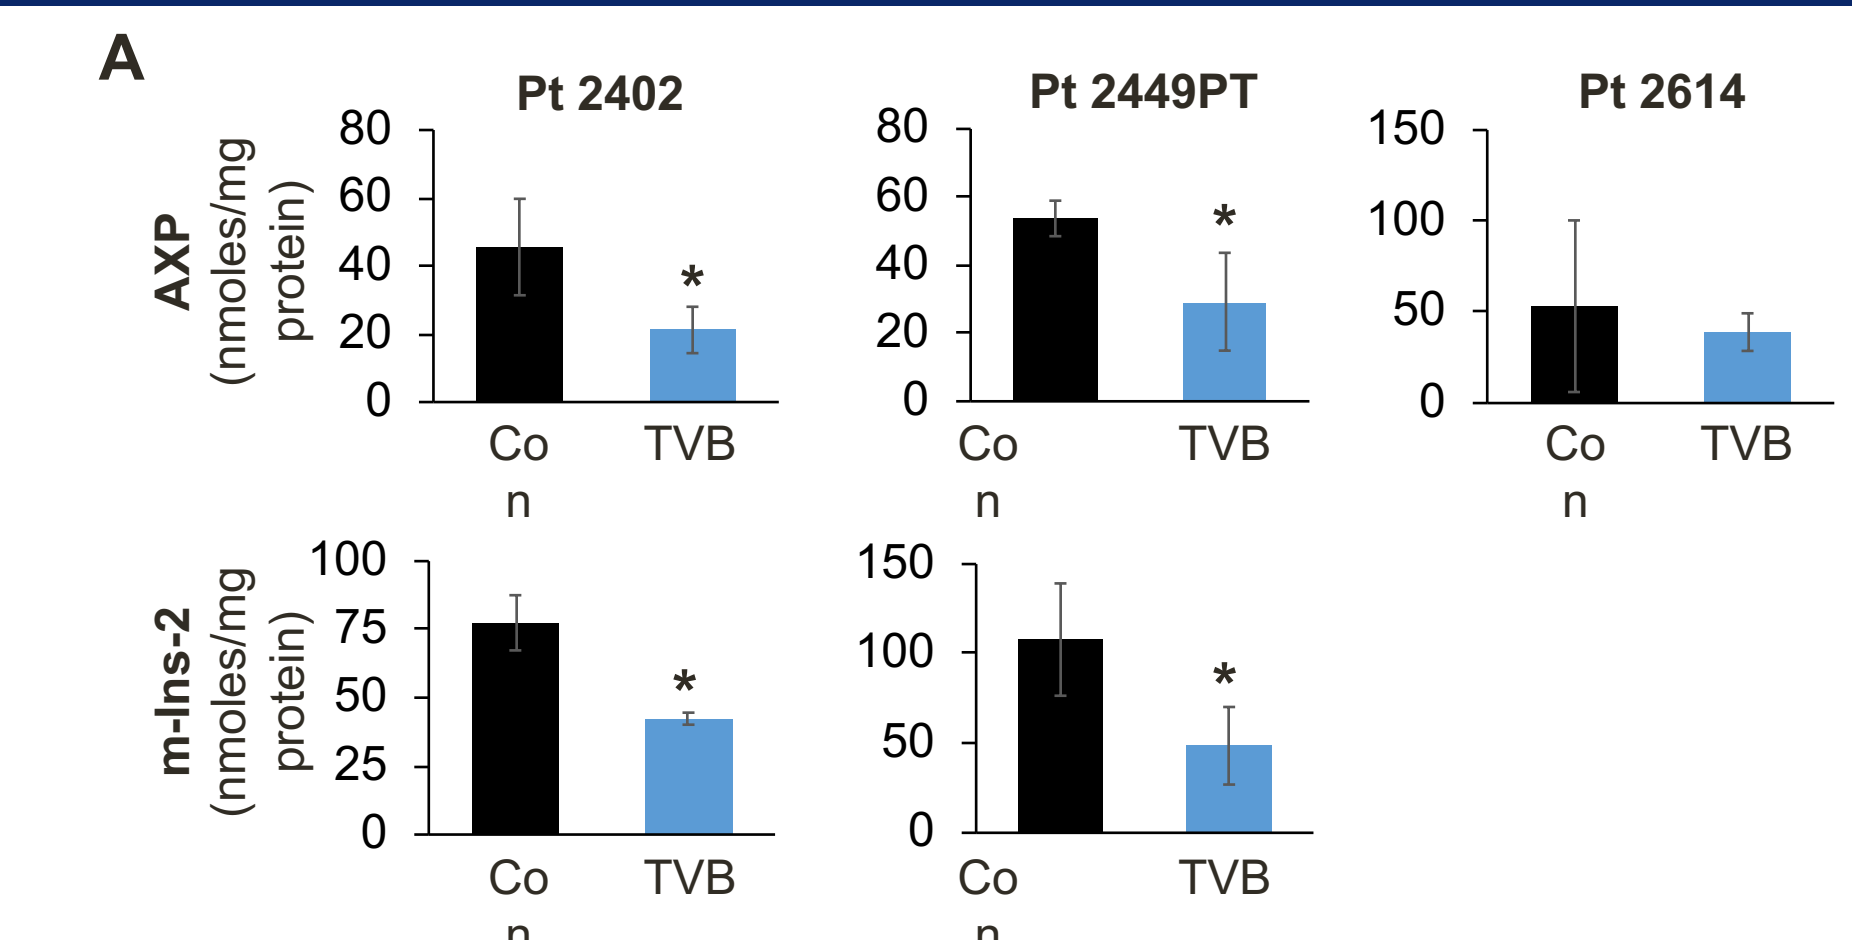 A
Pt 2402
Pt 2449PT
Pt 2614
AXP
(nmoles/mg
protein)
80
60
40
20
0
*
Co
n
TVB
80
60
40
20
0
*
Co
n
TVB
150
100
50
0
Co
n
TVB
m-Ins-2
(nmoles/mg
protein)
100
75
50
25
0
*
Co
n
TVB
150
100
50
0
*
Co
n
TVB